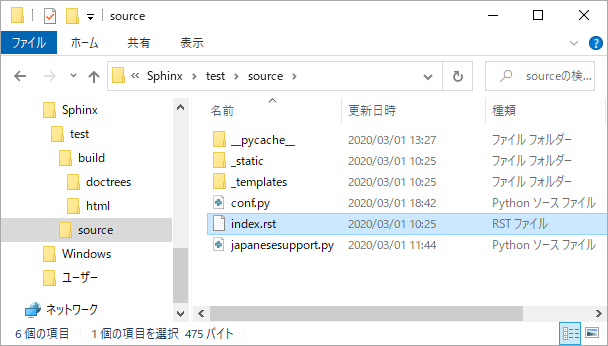 source
ファイル ホーム 共有 表示
« Sphinx › test › source › sourceの検...
名前 更新日時 種類
Sphinx
test
build
doctrees
html
source
Windows
ユーザー
ネットワーク
__pycache__ 2020/03/01 13:27 ファイル フォルダー
_static 2020/03/01 10:25 ファイル フォルダー
_templates 2020/03/01 10:25 ファイル フォルダー
conf.py 2020/03/01 18:42 Python ソース ファイル
index.rst 2020/03/01 10:25 RST ファイル
japanesesupport.py 2020/03/01 11:44 Python ソース ファイル
6 個の項目 1 個の項目を選択 475 バイト